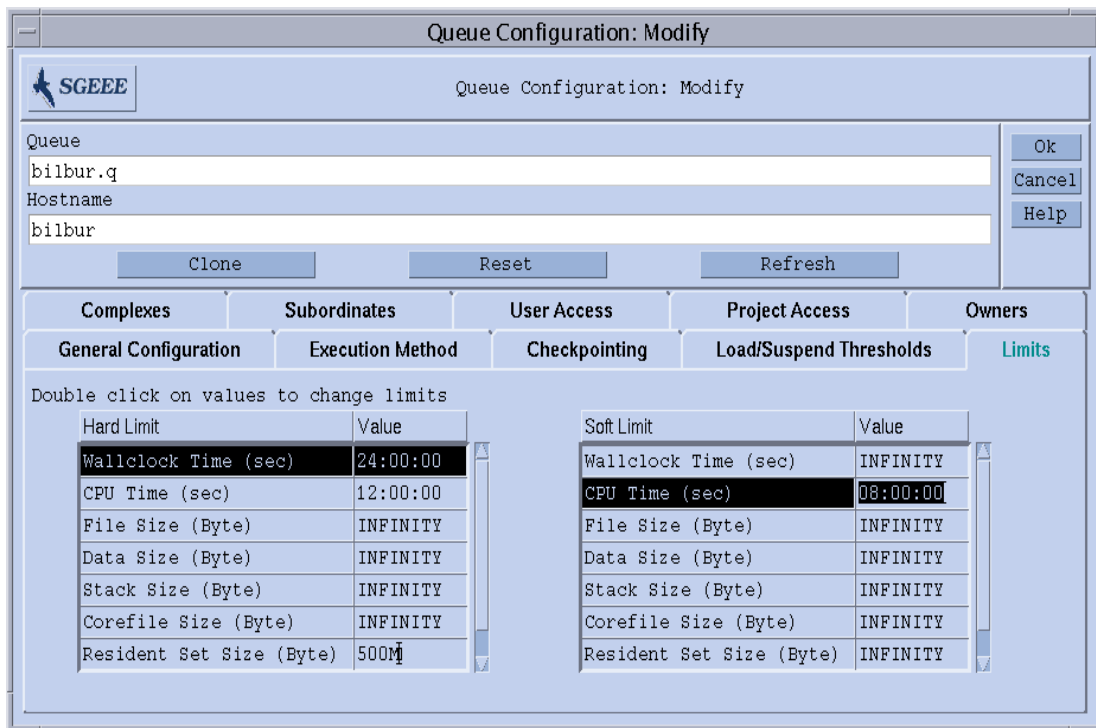 Queue Configuration: Modify
SGEEE
Queue Configuration: Modify
Queue
bilbur.q
Hostname
bilbur
Ok
Cancel
Help
Clone Reset Refresh
Complexes Subordinates User Access Project Access Owners
General Configuration Execution Method Checkpointing Load/Suspend Thresholds Limits
Double click on values to change limits
Hard Limit Value
Wallclock Time (sec) 24:00:00
CPU Time (sec) 12:00:00
File Size (Byte) INFINITY
Data Size (Byte) INFINITY
Stack Size (Byte) INFINITY
Corefile Size (Byte) INFINITY
Resident Set Size (Byte) 500M
Soft Limit Value
Wallclock Time (sec) INFINITY
CPU Time (sec) 08:00:00
File Size (Byte) INFINITY
Data Size (Byte) INFINITY
Stack Size (Byte) INFINITY
Corefile Size (Byte) INFINITY
Resident Set Size (Byte) INFINITY